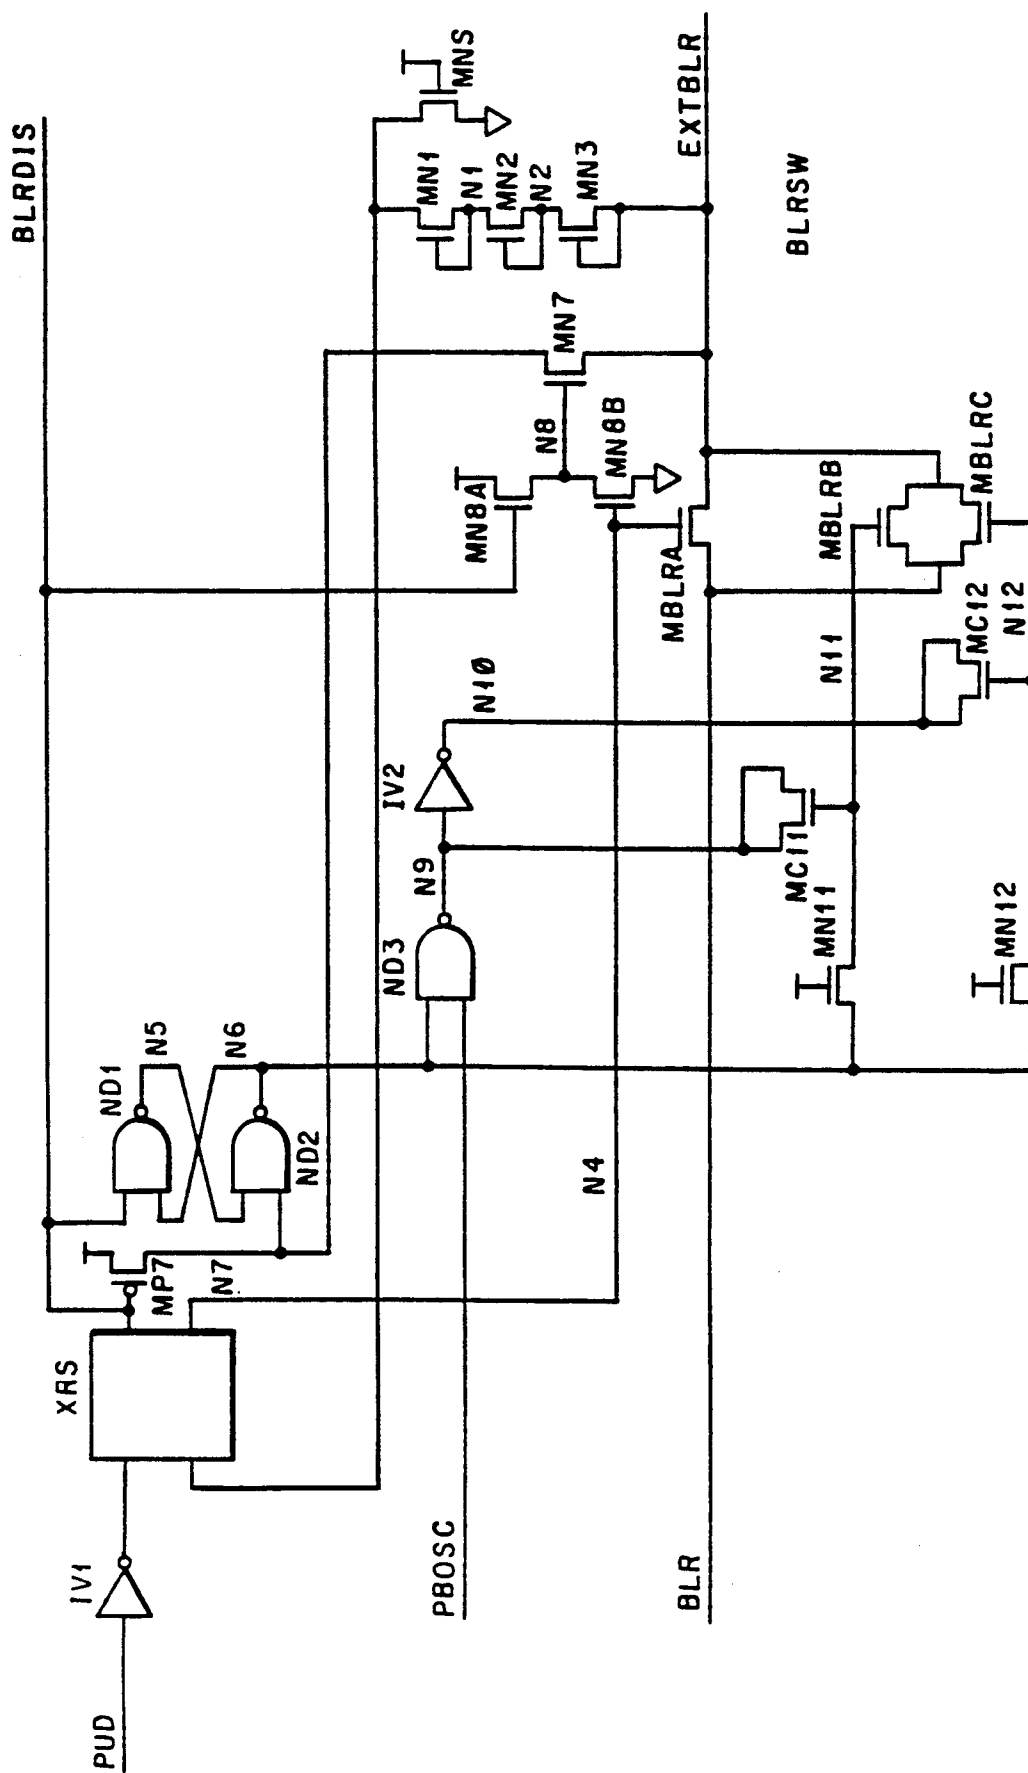 PUD
IV1
XRS
MP7
N7
ND1
N5
N6
ND2
BLRDIS
PBOSC
ND3
N9
IV2
N10
MN8A
N8
MN8B
MN7
MN1
N1
MN2
N2
MN3
MNS
N4
BLR
MBLRA
EXTBLR
BLRSW
MN11
MC11
N11
MBLRB
MBLRC
MN12
MC12
N12